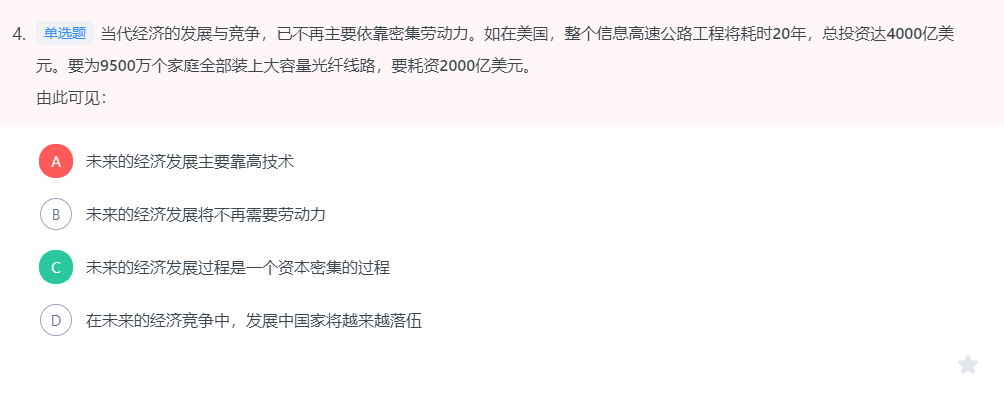 4. 单选题 当代经济的发展与竞争，已不再主要依靠密集劳动力。如在美国，整个信息高速公路工程将耗时20年，总投资达4000亿美
元。要为9500万个家庭全部装上大容量光纤线路，要耗资2000亿美元。
由此可见：
A 未来的经济发展主要靠高技术
B 未来的经济发展将不再需要劳动力
C 未来的经济发展过程是一个资本密集的过程
D 在未来的经济竞争中，发展中国家将越来越落伍